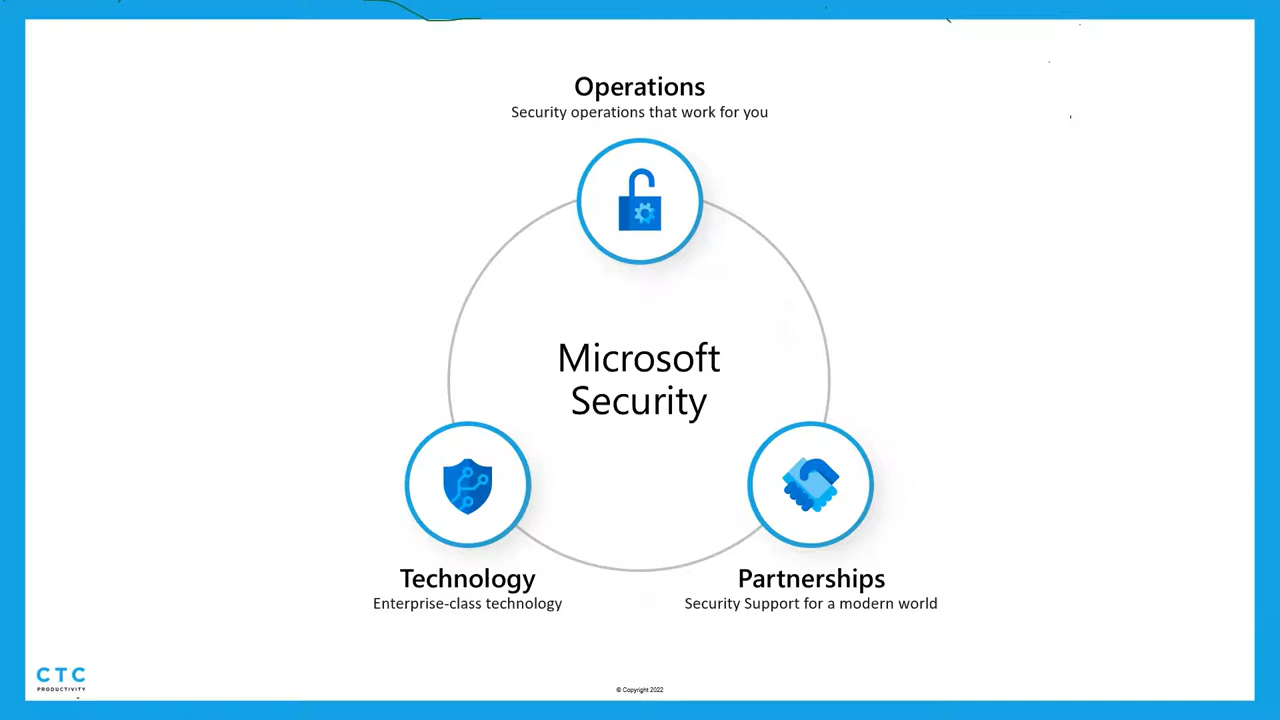 Operations
Security operations that work for you
Microsoft
Security
Technology
Enterprise-class technology
Partnerships
Security Support for a modern world
CTC
PRODUCTIVITY
© Copyright 2022